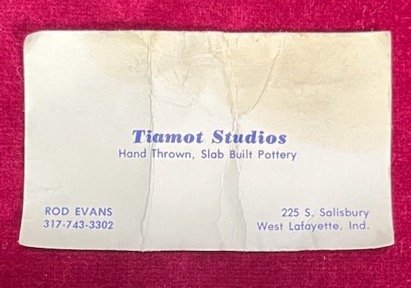 Tiamot Studios
Hand Thrown, Slab Built Pottery
ROD EVANS
317-743-3302
225 S. Salisbury
West Lafayette, Ind.